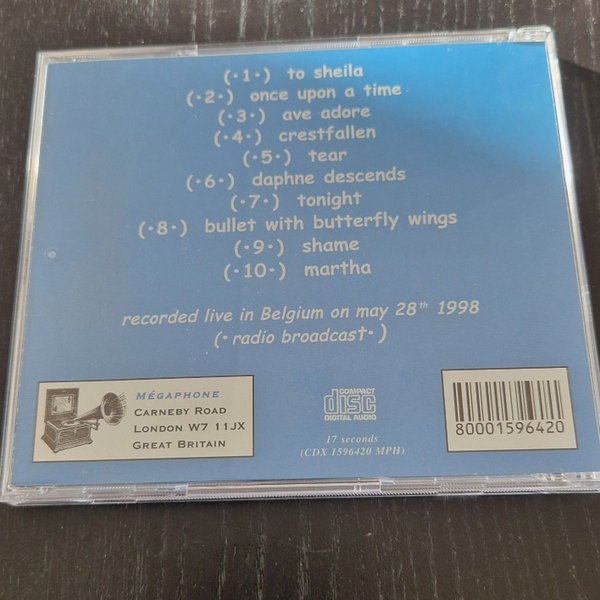 (·1·) to sheila
(·2·) once upon a time
(·3·) ave adore
(·4·) crestfallen
(·5·) tear
(·6·) daphne descends
(·7·) tonight
(·8·) bullet with butterfly wings
(·9·) shame
(·10·) martha
recorded live in Belgium on may 28th 1998
(·radio broadcast·)
MÉGAPHONE
CARNEBY ROAD
LONDON W7 11JX
GREAT BRITAIN
COMPACT
disc
DIGITAL AUDIO
17 seconds
(CDX 1596420 MPH)
80001596420